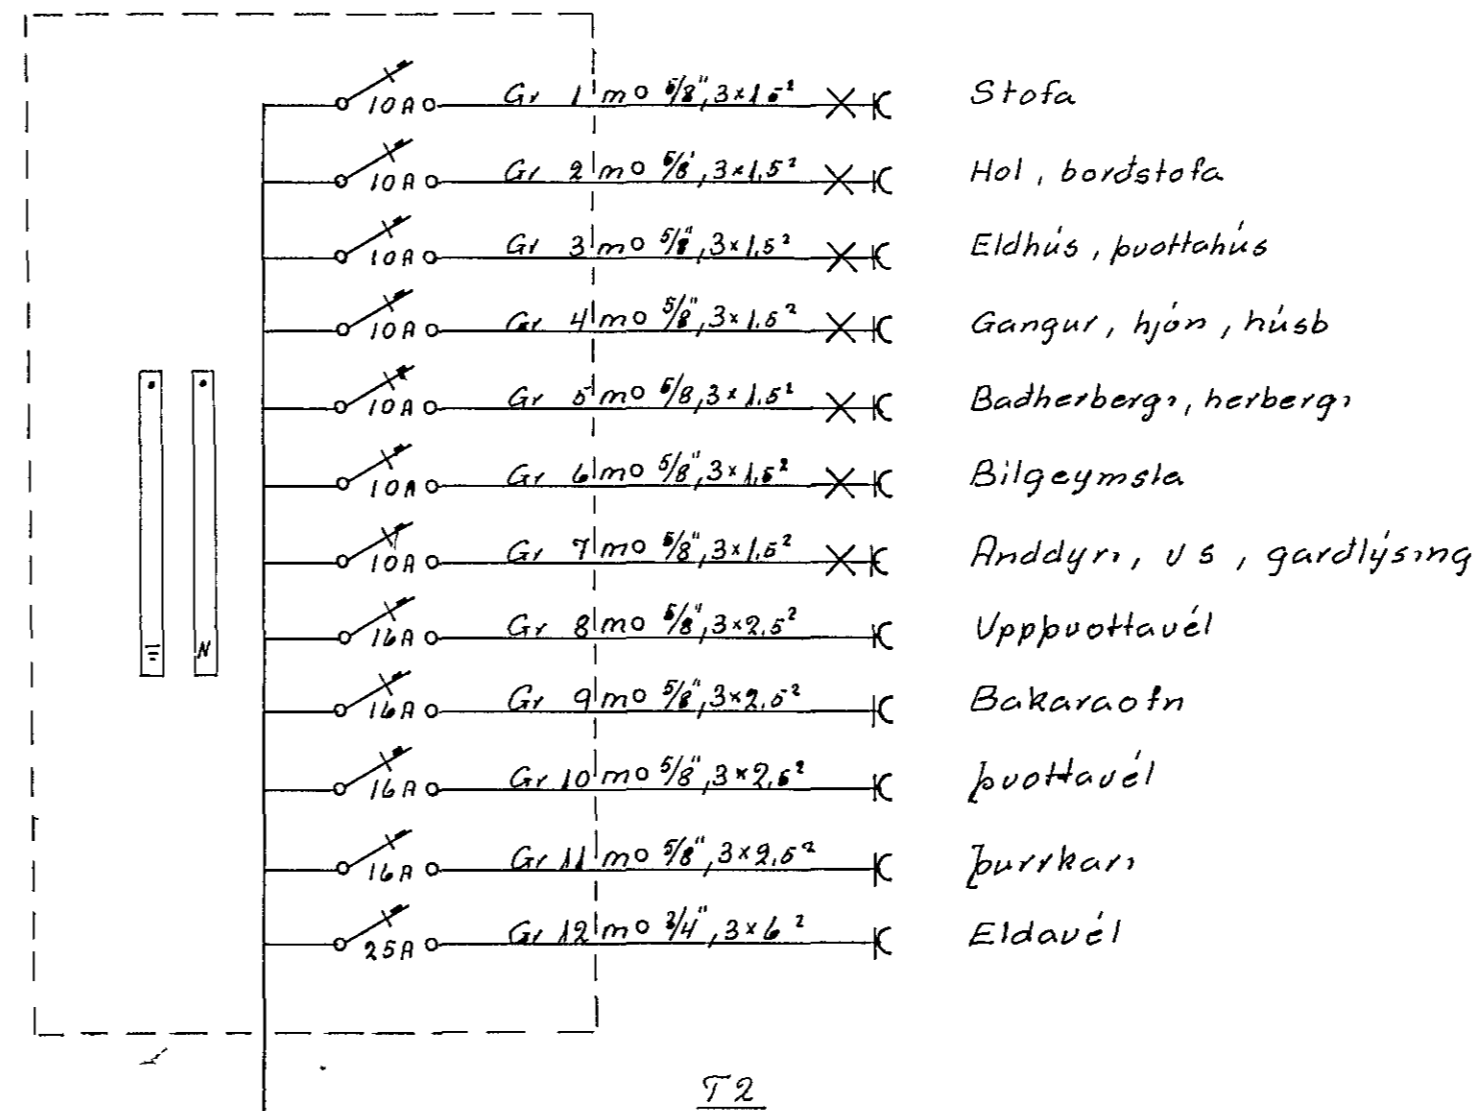 10A Gr 1 mo 5/8", 3×1.5² Stofa
10A Gr 2 mo 5/8', 3×1,5² Hol, bordstofa
10A Gr 3 mo 5/8", 3×1,5² Eldhús, þvottahús
10A Gr 4 mo 5/8", 3×1.5² Gangur, hjón, húsb
10A Gr 5 mo 5/8, 3×1.5² Badherbergi, herbergi
10A Gr 6 mo 5/8", 3×1,5² Bilgeymsla
10A Gr 7 mo 5/8", 3×1.5² Anddyri, v s, gardlýsing
16A Gr 8 mo 5/8", 3×2,5² Uppþvottavél
N
16A Gr 9 mo 5/8", 3×2.5² Bakaraofn
16A Gr 10 mo 5/8", 3×2,5² þvottavél
16A Gr 11 mo 5/8", 3×2,5² þurrkari
25A Gr 12 mo 3/4", 3×6² Eldavél
T2